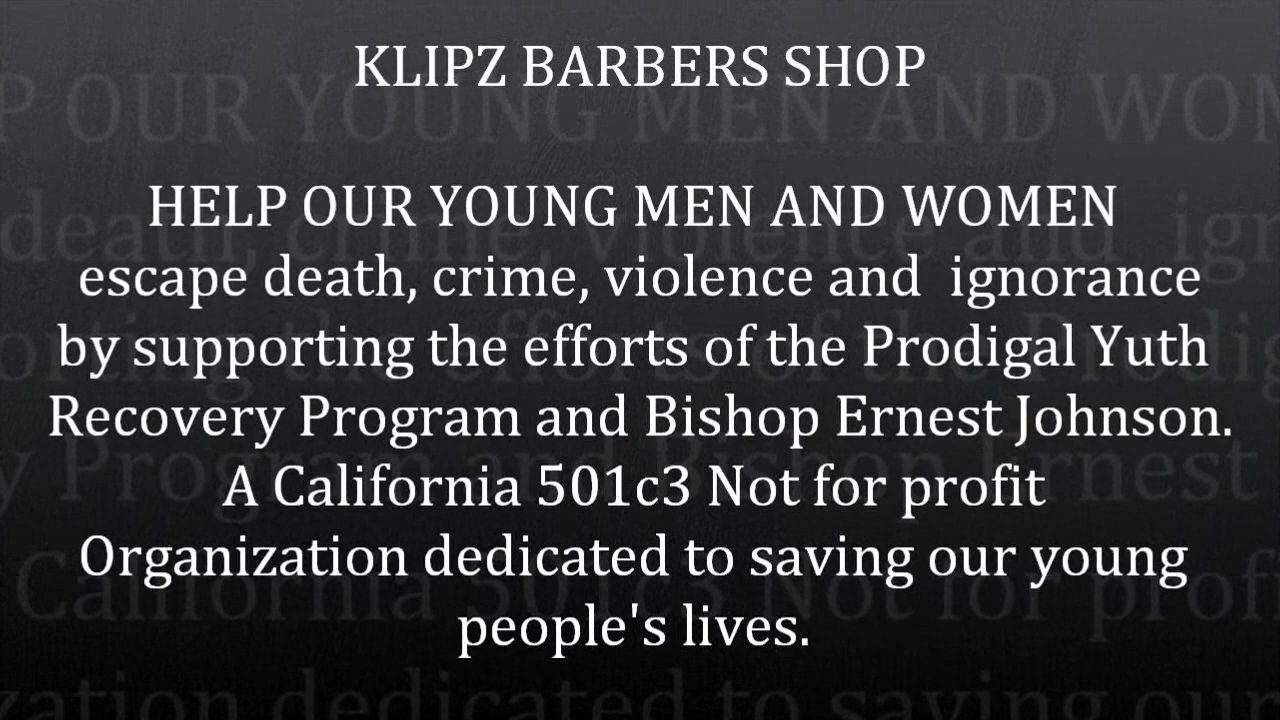 KLIPZ BARBERS SHOP
HELP OUR YOUNG MEN AND WOMEN
escape death, crime, violence and  ignorance
by supporting the efforts of the Prodigal Yuth
Recovery Program and Bishop Ernest Johnson.
A California 501c3 Not for profit
Organization dedicated to saving our young
people's lives.